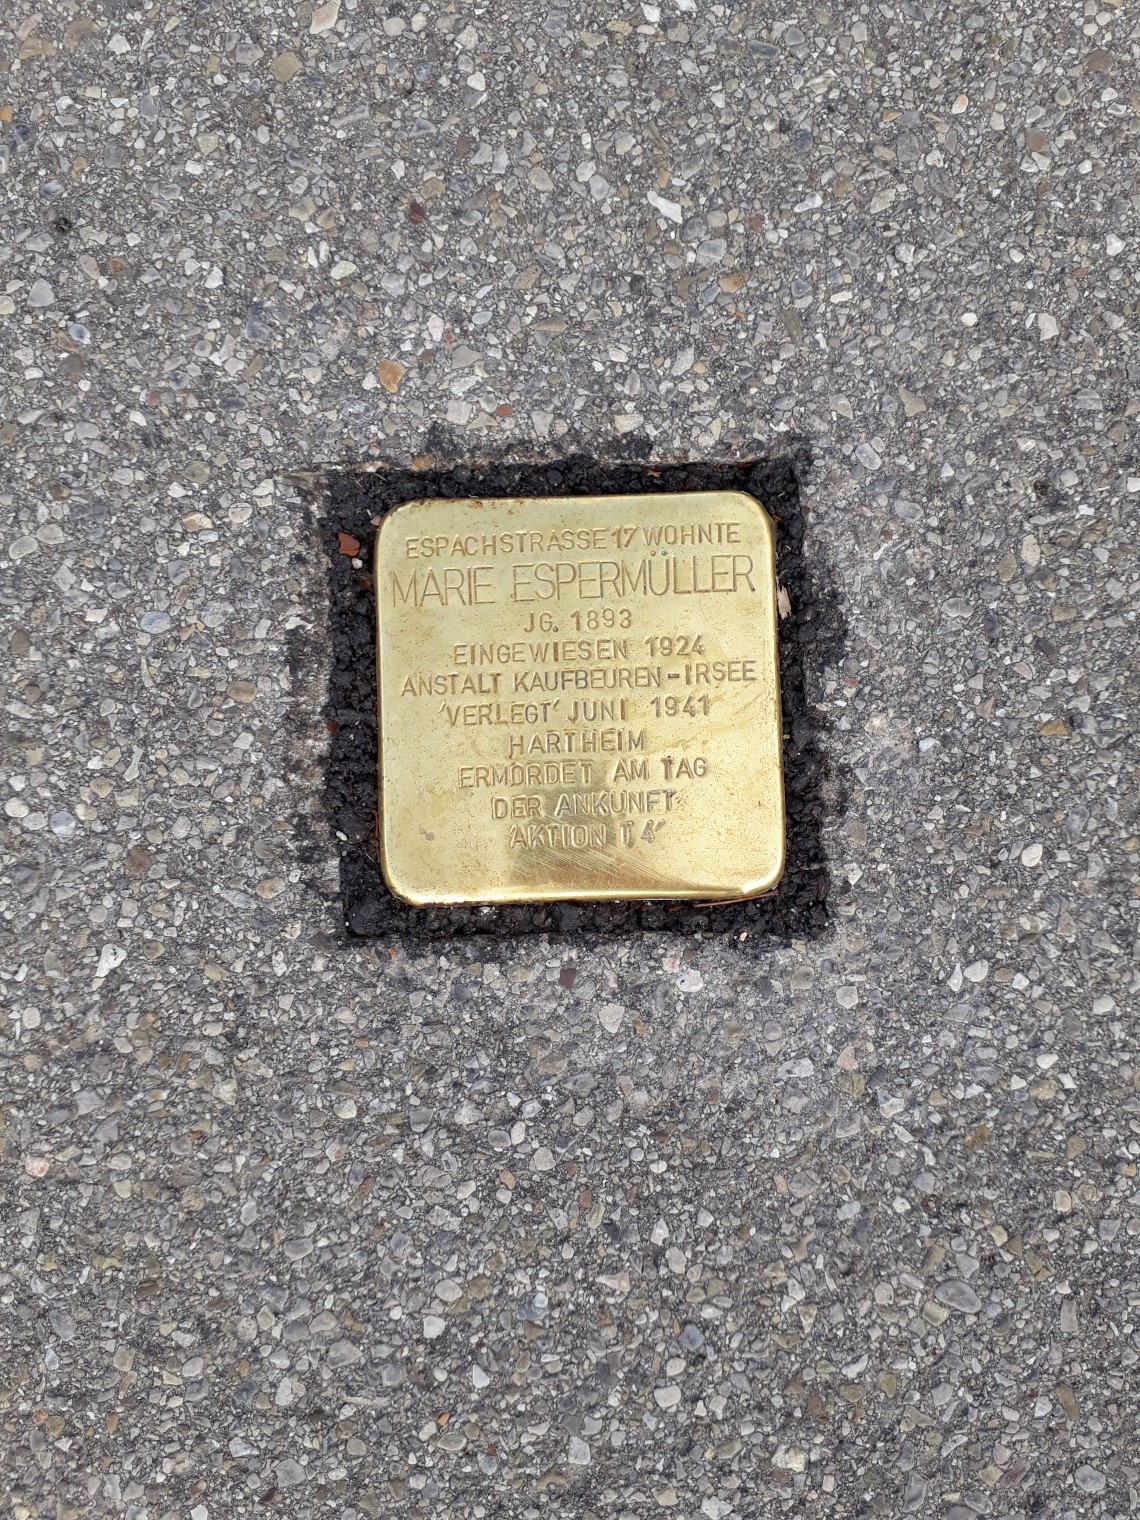 ESPACHSTRASSE 17 WOHNTE
MARIE ESPERMÜLLER
JG. 1893
EINGEWIESEN 1924
ANSTALT KAUFBEUREN-IRSEE
'VERLEGT' JUNI 1941
HARTHEIM
ERMORDET AM TAG
DER ANKUNFT
'AKTION T4'